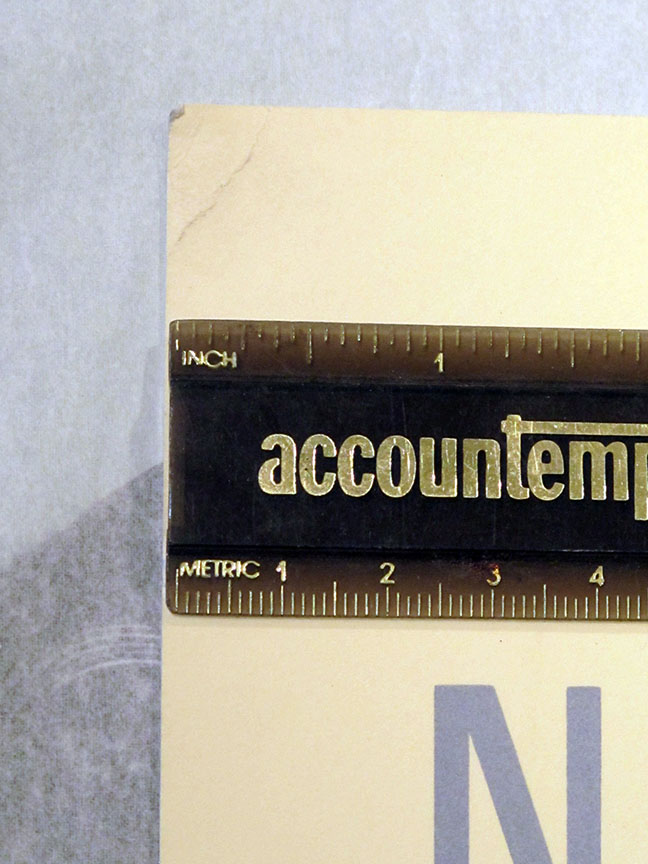 INCH 1
accountemp
METRIC 1 2 3 4
N